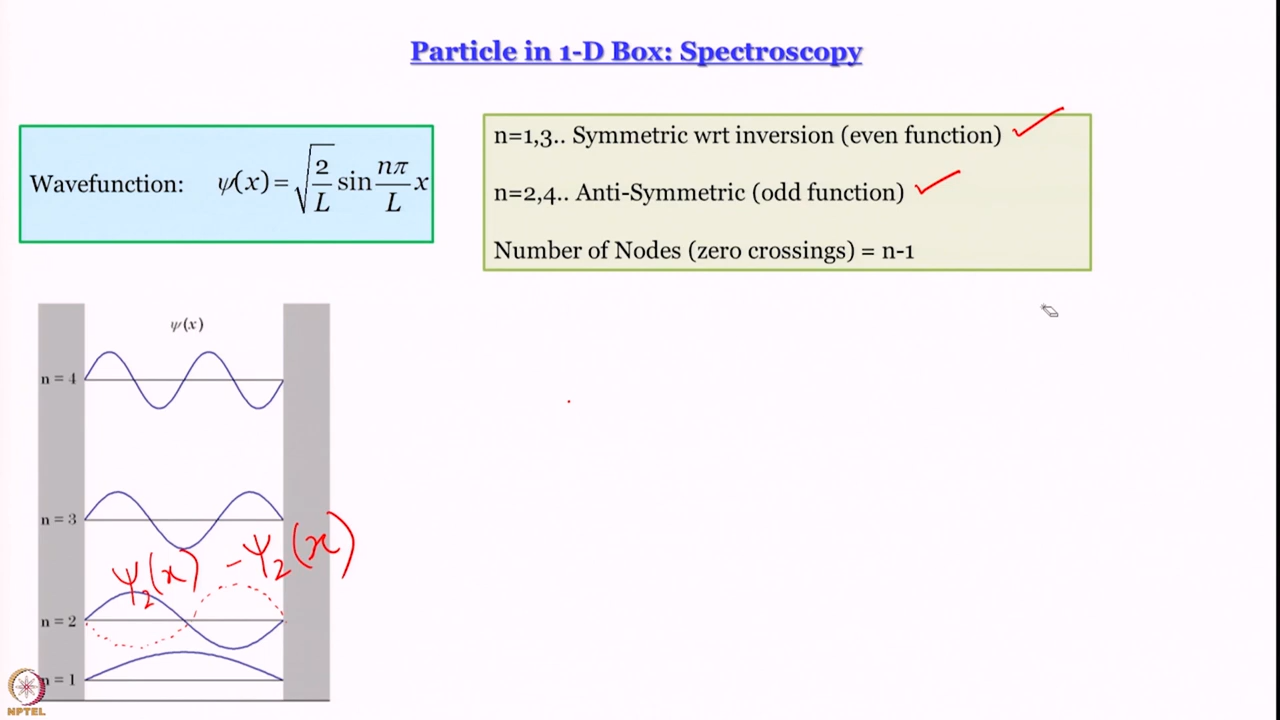 Particle in 1-D Box: Spectroscopy
Wavefunction: ψ(x) = √(2/L) sin nπ/L x
n=1,3.. Symmetric wrt inversion (even function)
n=2,4.. Anti-Symmetric (odd function)
Number of Nodes (zero crossings) = n-1
ψ(x)
n = 4
n = 3
ψ₂(x) -ψ₂(x)
n = 2
n = 1
NPTEL